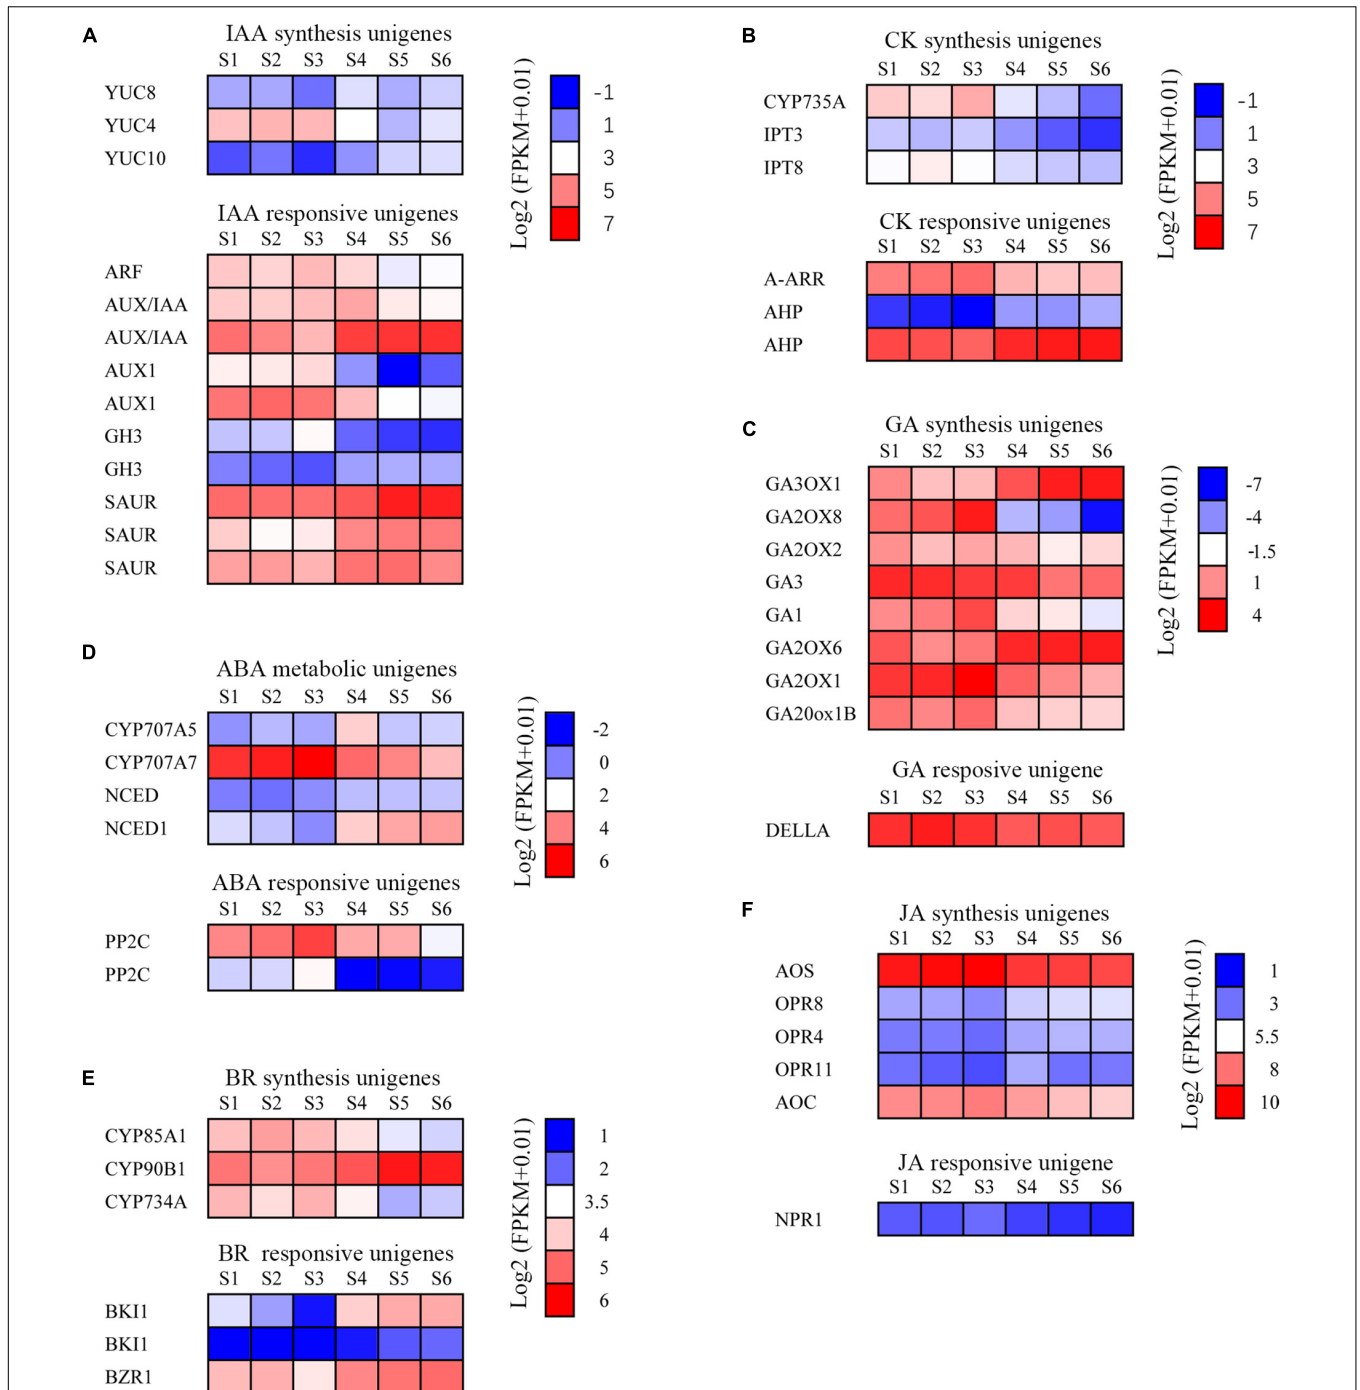 A
IAA synthesis unigenes
S1 S2 S3 S4 S5 S6
YUC8
YUC4
YUC10
Log2 (FPKM+0.01)
-1
1
3
5
7
IAA responsive unigenes
S1 S2 S3 S4 S5 S6
ARF
AUX/IAA
AUX/IAA
AUX1
AUX1
GH3
GH3
SAUR
SAUR
SAUR
B
CK synthesis unigenes
S1 S2 S3 S4 S5 S6
CYP735A
IPT3
IPT8
Log2 (FPKM+0.01)
-1
1
3
5
7
CK responsive unigenes
S1 S2 S3 S4 S5 S6
A-ARR
AHP
AHP
C
GA synthesis unigenes
S1 S2 S3 S4 S5 S6
GA3OX1
GA2OX8
GA2OX2
GA3
GA1
GA2OX6
GA2OX1
GA20ox1B
Log2 (FPKM+0.01)
-7
-4
-1.5
1
4
GA resposive unigene
S1 S2 S3 S4 S5 S6
DELLA
D
ABA metabolic unigenes
S1 S2 S3 S4 S5 S6
CYP707A5
CYP707A7
NCED
NCED1
Log2 (FPKM+0.01)
-2
0
2
4
6
ABA responsive unigenes
S1 S2 S3 S4 S5 S6
PP2C
PP2C
E
BR synthesis unigenes
S1 S2 S3 S4 S5 S6
CYP85A1
CYP90B1
CYP734A
Log2 (FPKM+0.01)
1
2
3.5
4
5
6
BR responsive unigenes
S1 S2 S3 S4 S5 S6
BKI1
BKI1
BZR1
F
JA synthesis unigenes
S1 S2 S3 S4 S5 S6
AOS
OPR8
OPR4
OPR11
AOC
Log2 (FPKM+0.01)
1
3
5.5
8
10
JA responsive unigene
S1 S2 S3 S4 S5 S6
NPR1